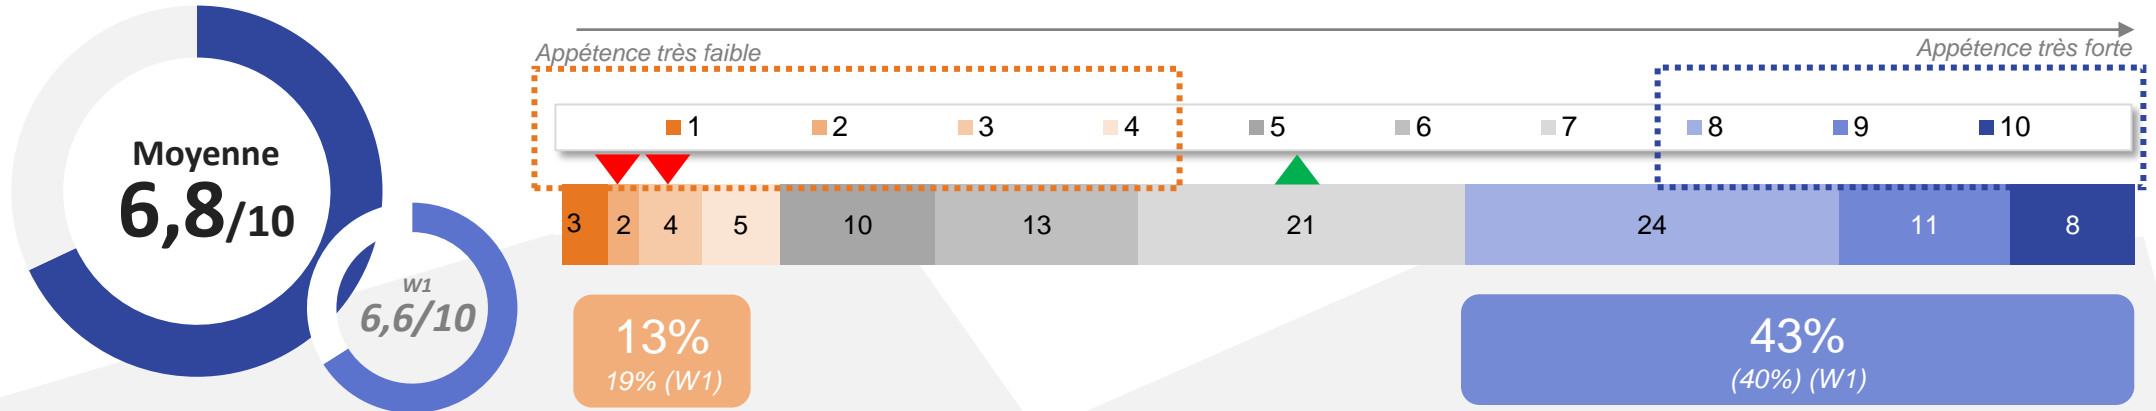 Appétence très faible
Appétence très forte
1 2 3 4 5 6 7 8 9 10
Moyenne
6,8/10
3 2 4 5 10 13 21 24 11 8
W1
6,6/10
13%
19% (W1)
43%
(40%) (W1)